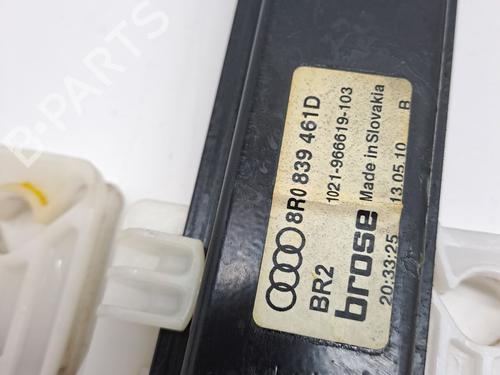 B-PARTS
8R0 839 461D
1021-966619-103
BR2
brose
Made in Slovakia
20:33:25
13.05.10
B